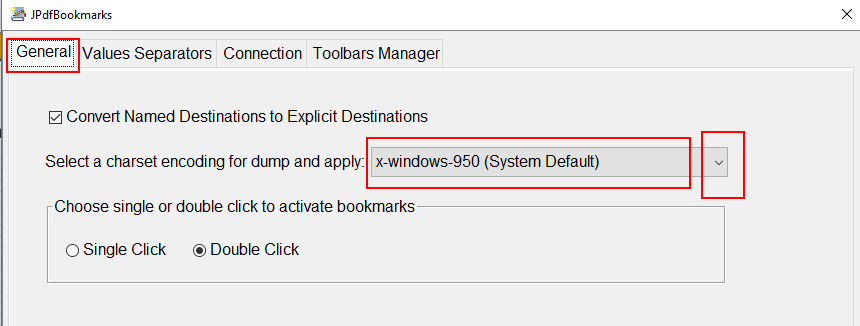 JPdfBookmarks
General Values Separators Connection Toolbars Manager
Convert Named Destinations to Explicit Destinations
Select a charset encoding for dump and apply: x-windows-950 (System Default)
Choose single or double click to activate bookmarks
Single Click Double Click